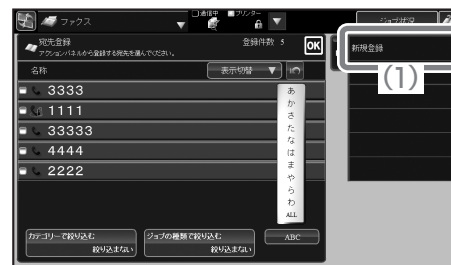 ファクス
送信中
プリンター
ジョブ状況
宛先登録
アクションパネルから登録する宛先を選んでください。
登録件数 5
OK
新規登録
(1)
名称
表示切替 ▼
3333
1111
33333
4444
2222
あ
か
さ
た
な
は
ま
や
ら
わ
ALL
カテゴリーで絞り込む
絞り込まない
ジョブの種類で絞り込む
絞り込まない
ABC